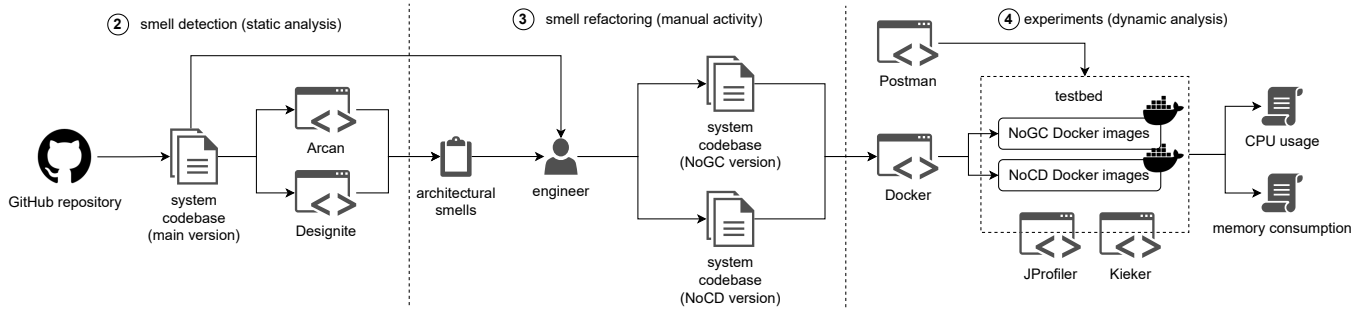 2 smell detection (static analysis)
3 smell refactoring (manual activity)
4 experiments (dynamic analysis)
GitHub repository
system
codebase
(main version)
Arcan
Designite
architectural
smells
engineer
system
codebase
(NoGC version)
system
codebase
(NoCD version)
Postman
Docker
testbed
NoGC Docker images
NoCD Docker images
JProfiler
Kieker
CPU usage
memory consumption